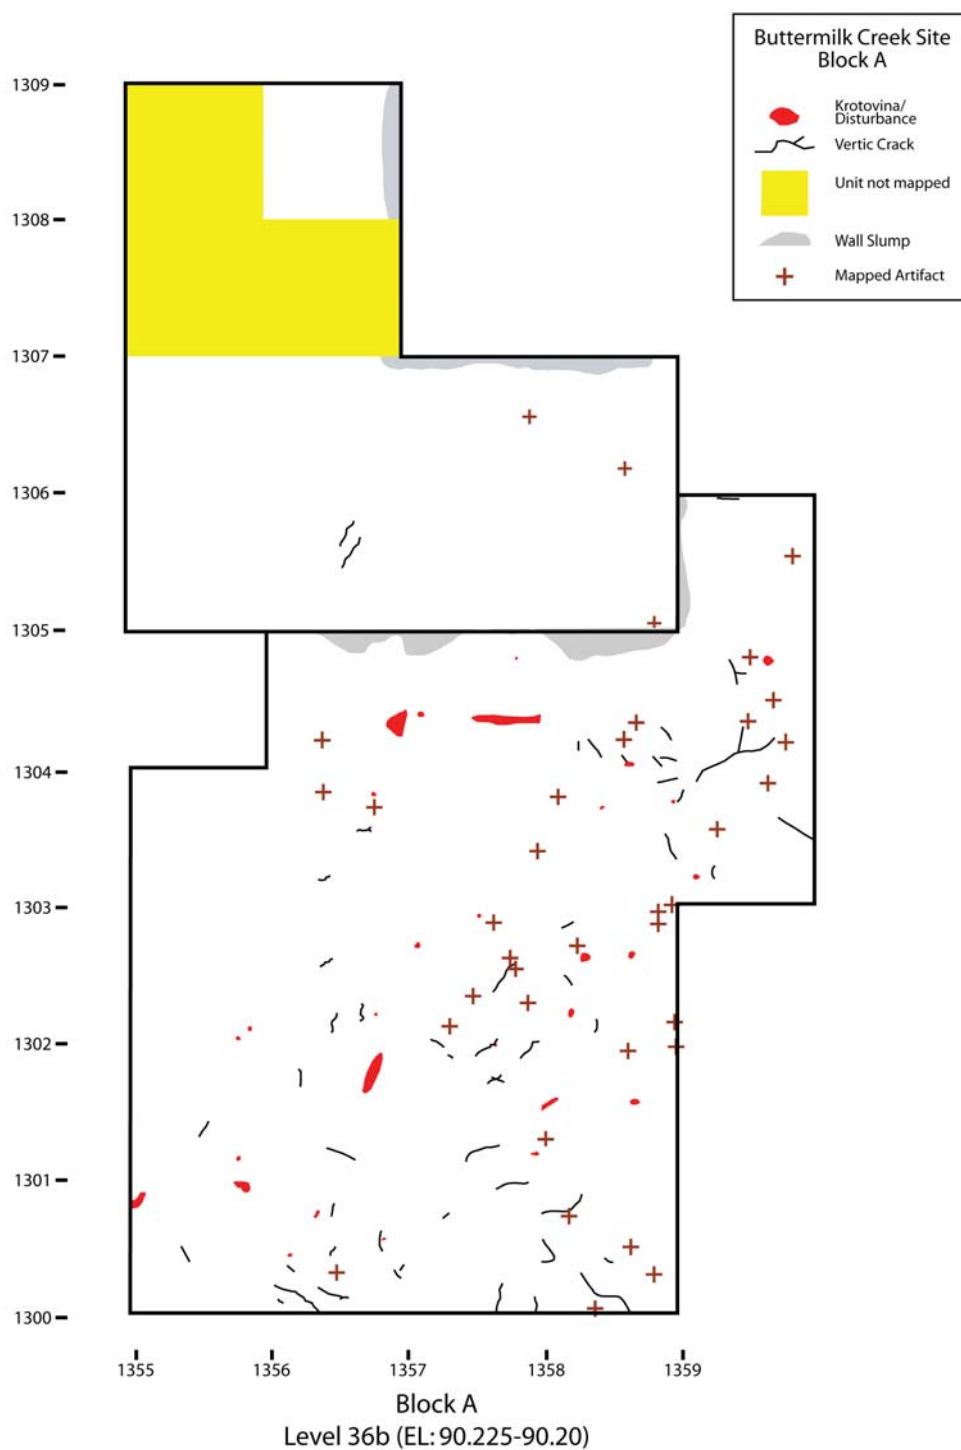 Buttermilk Creek Site
Block A
Krotovina/
Disturbance
Vertic Crack
Unit not mapped
Wall Slump
Mapped Artifact
1309
1308
1307
1306
1305
1304
1303
1302
1301
1300
1355 1356 1357 1358 1359
Block A
Level 36b (EL: 90.225-90.20)